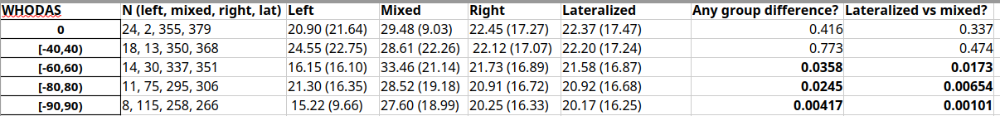 WHODAS N (left, mixed, right, lat) Left Mixed Right Lateralized Any group difference? Lateralized vs mixed?
0 24, 2, 355, 379 20.90 (21.64) 29.48 (9.03) 22.45 (17.27) 22.37 (17.47) 0.416 0.337
[-40,40) 18, 13, 350, 368 24.55 (22.75) 28.61 (22.26) 22.12 (17.07) 22.20 (17.24) 0.773 0.474
[-60,60) 14, 30, 337, 351 16.15 (16.10) 33.46 (21.14) 21.73 (16.89) 21.58 (16.87) 0.0358 0.0173
[-80,80) 11, 75, 295, 306 21.30 (16.35) 28.52 (19.18) 20.91 (16.72) 20.92 (16.68) 0.0245 0.00654
[-90,90) 8, 115, 258, 266 15.22 (9.66) 27.60 (18.99) 20.25 (16.33) 20.17 (16.25) 0.00417 0.00101